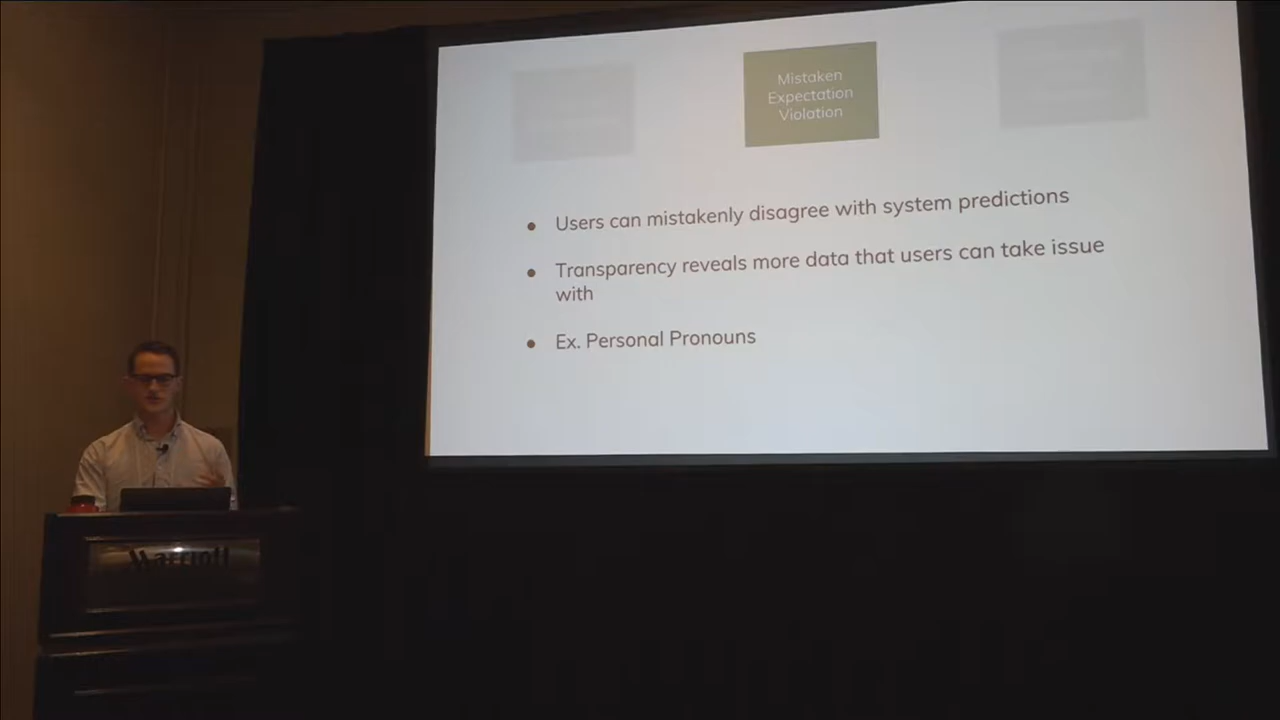 Mistaken
Expectation
Violation
● Users can mistakenly disagree with system predictions
● Transparency reveals more data that users can take issue
with
● Ex. Personal Pronouns
Marriott